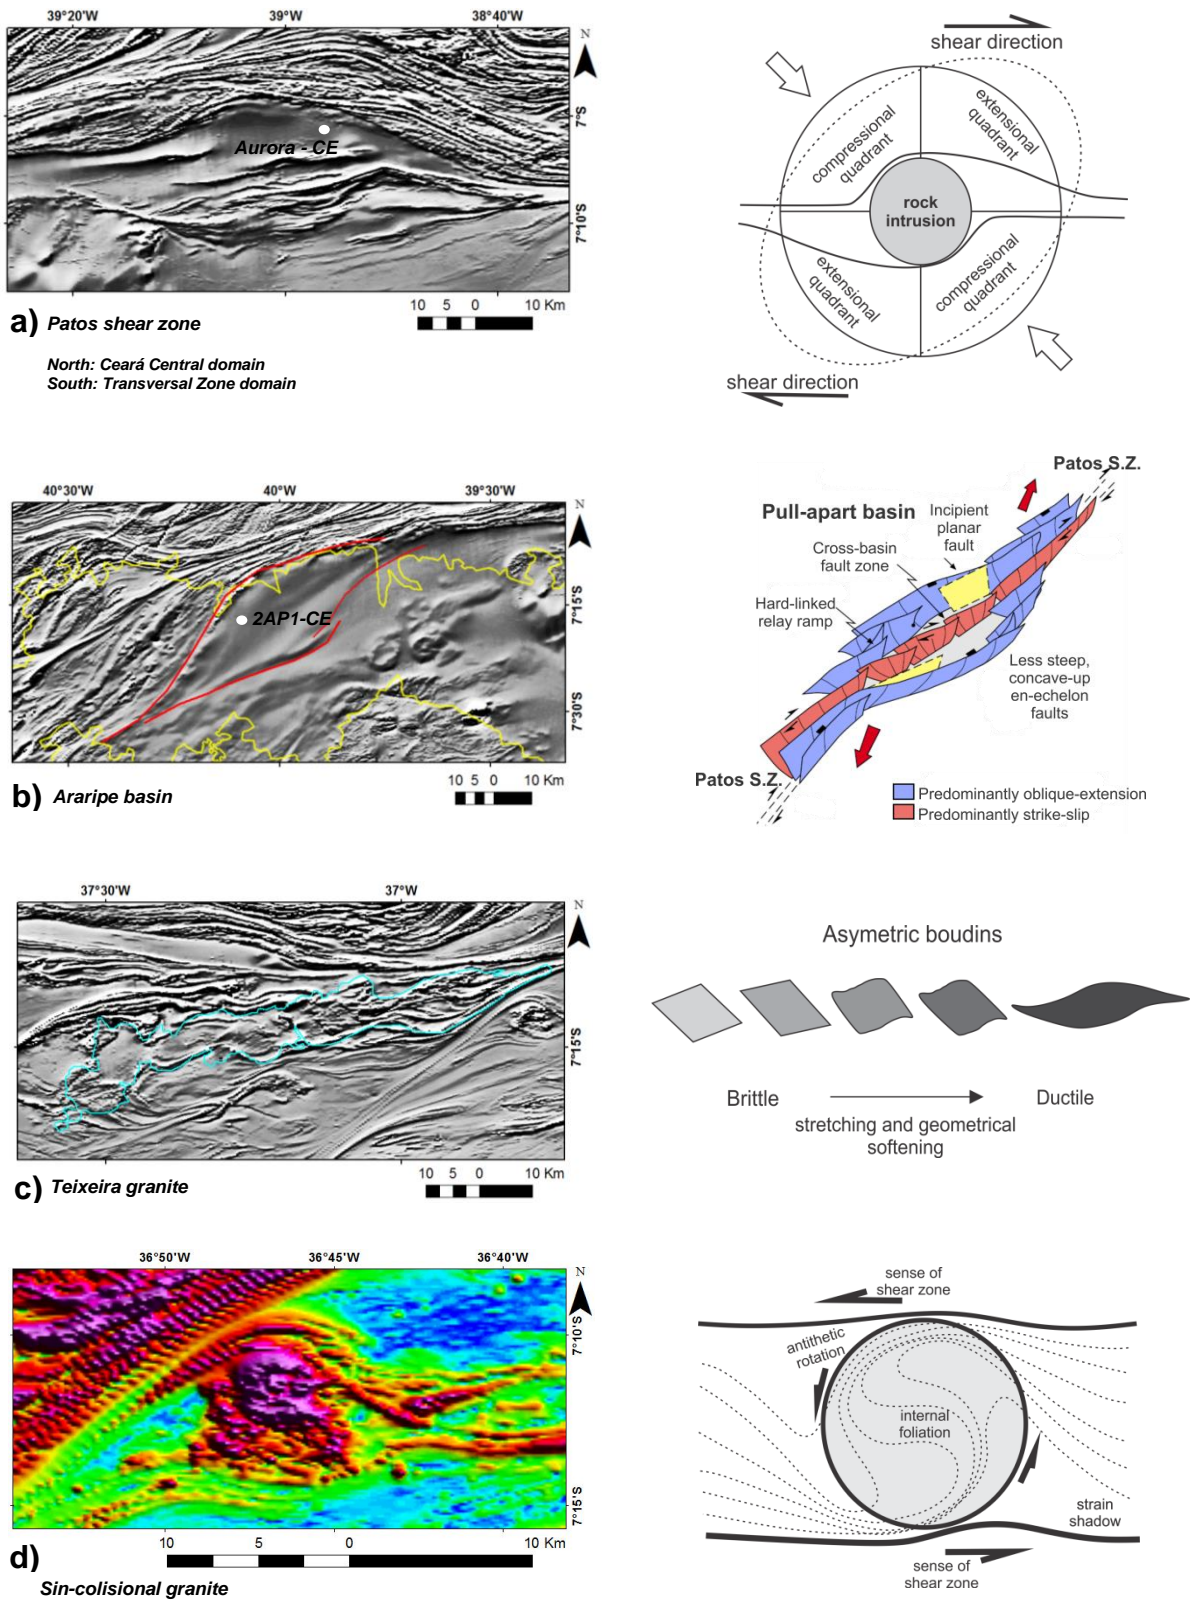 39°20'W 39°W 38°40'W
N
7°S
Aurora - CE
7°10'S
10 5 0 10 Km
a) Patos shear zone
North: Ceará Central domain
South: Transversal Zone domain
shear direction
compressional
quadrant
extensional
quadrant
rock
intrusion
extensional
quadrant
compressional
quadrant
shear direction
40°30'W 40°W 39°30'W
N
7°15'S
2AP1-CE
7°30'S
10 5 0 10 Km
b) Araripe basin
Patos S.Z.
Pull-apart basin
Incipient
planar
fault
Cross-basin
fault zone
Hard-linked
relay ramp
Less steep,
concave-up
en-echelon
faults
Patos S.Z.
Predominantly oblique-extension
Predominantly strike-slip
37°30'W 37°W
N
7°15'S
10 5 0 10 Km
c) Teixeira granite
Asymetric boudins
Brittle Ductile
stretching and geometrical
softening
36°50'W 36°45'W 36°40'W
N
7°10'S
7°15'S
10 5 0 10 Km
d)
Sin-colisional granite
sense of
shear zone
antithetic
rotation
internal
foliation
strain
shadow
sense of
shear zone